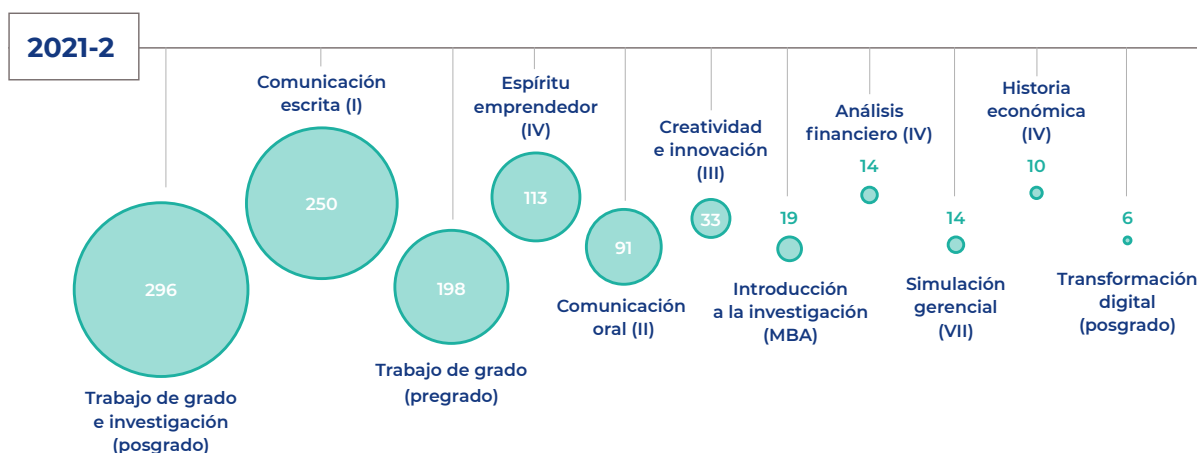 2021-2
296
Trabajo de grado
e investigación
(posgrado)
Comunicación
escrita (I)
250
198
Trabajo de grado
(pregrado)
Espíritu
emprendedor
(IV)
113
91
Comunicación
oral (II)
Creatividad
e innovación
(III)
33
19
Introducción
a la investigación
(MBA)
Análisis
financiero (IV)
14
14
Simulación
gerencial
(VII)
Historia
económica
(IV)
10
6
Transformación
digital
(posgrado)